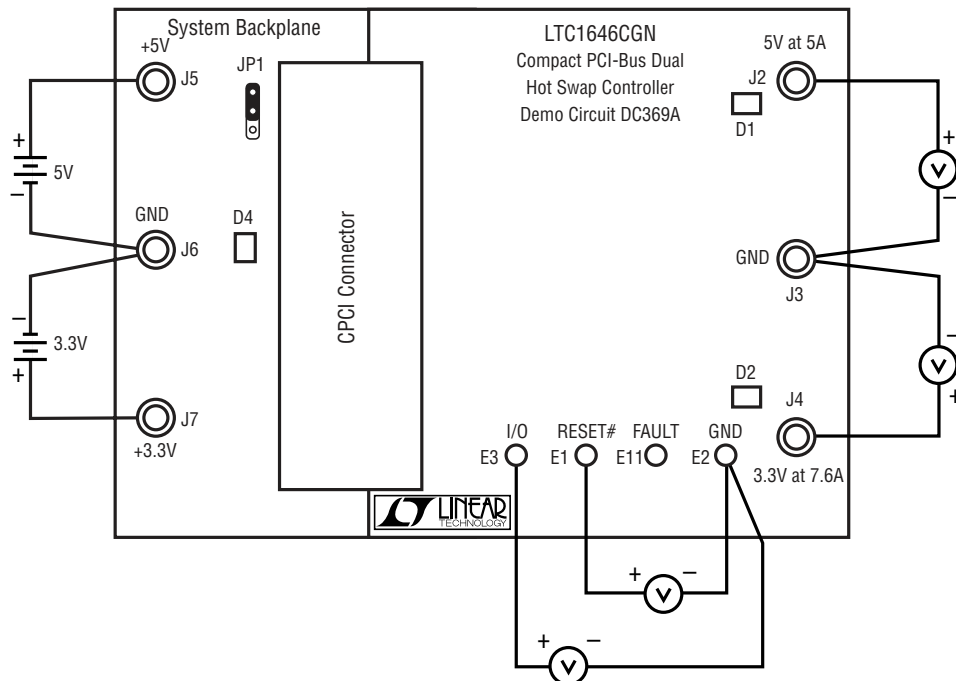 System Backplane
+5V
J5
JP1
LTC1646CGN
Compact PCI-Bus Dual
Hot Swap Controller
Demo Circuit DC369A
5V at 5A
J2
D1
+
5V
−
GND
J6
D4
CPCI Connector
+
V
−
GND
J3
−
3.3V
+
J7
+3.3V
−
V
+
D2
J4
3.3V at 7.6A
I/O
RESET#
FAULT
GND
E3
E1
E11
E2
LT LINEAR
TECHNOLOGY
+
V
−
+
V
−